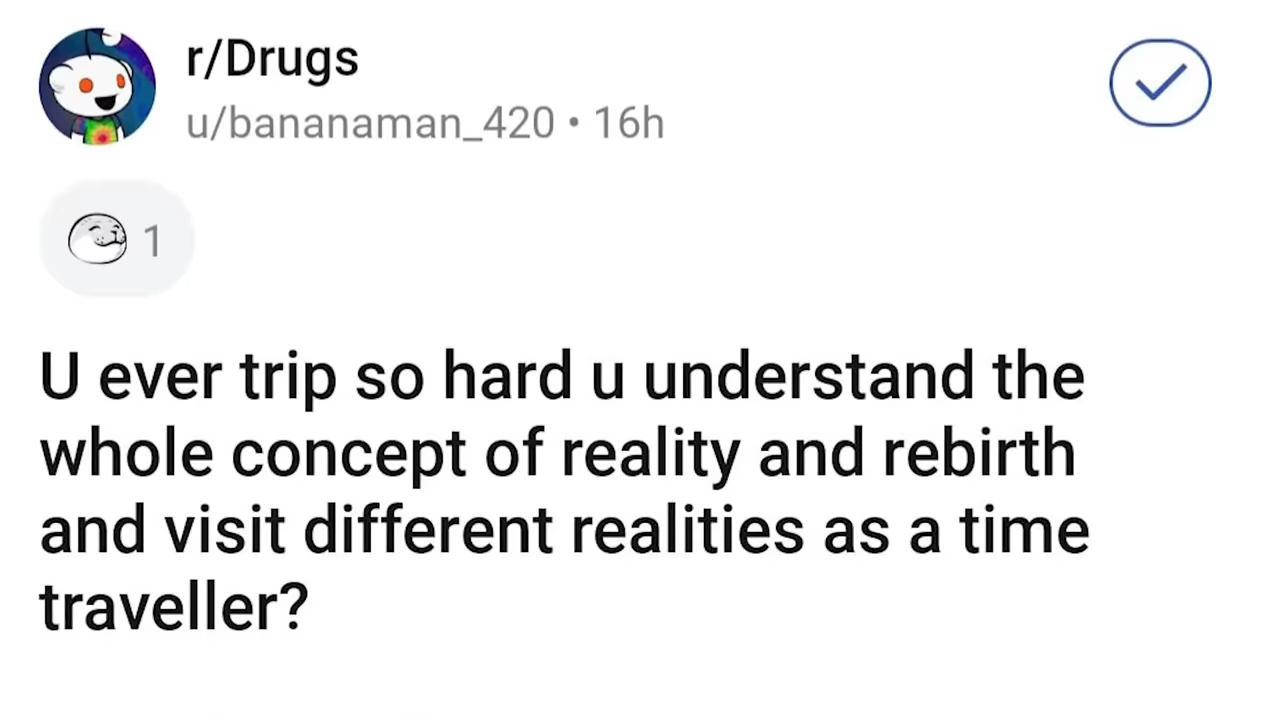 r/Drugs
u/bananaman_420 • 16h
1
U ever trip so hard u understand the
whole concept of reality and rebirth
and visit different realities as a time
traveller?